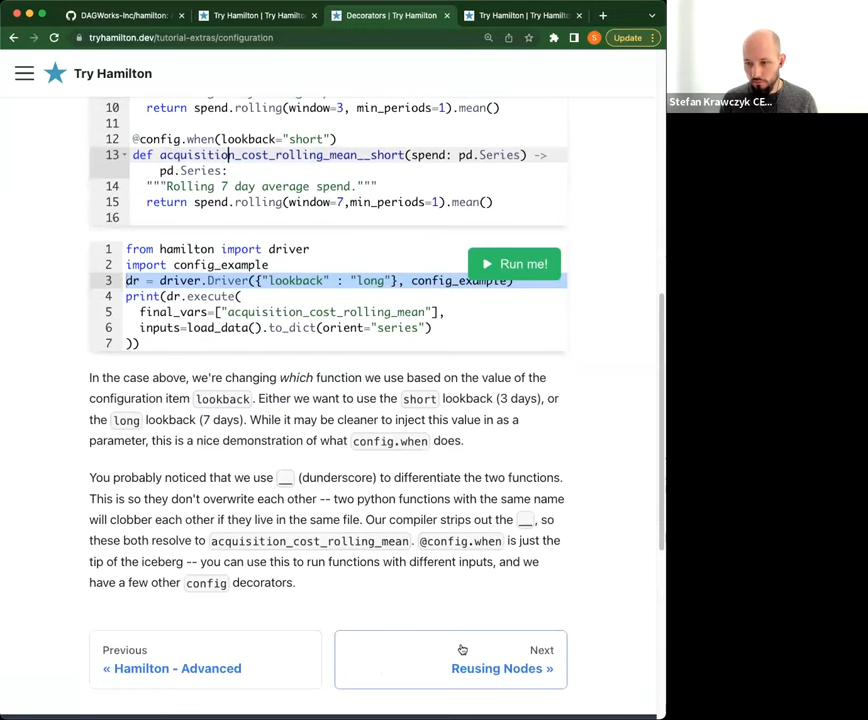 DAGWorks-Inc/hamilton:
Try Hamilton | Try Hamilton
Decorators | Try Hamilton
Try Hamilton | Try Hamilton
tryhamilton.dev/tutorial-extras/configuration
S
Update
Try Hamilton
Stefan Krawczyk CE...
10 return spend.rolling(window=3, min_periods=1).mean()
11
12 @config.when(lookback="short")
13 def acquisition_cost_rolling_mean__short(spend: pd.Series) ->
pd.Series:
14 """Rolling 7 day average spend."""
15 return spend.rolling(window=7,min_periods=1).mean()
16
1 from hamilton import driver
2 import config_example
Run me!
3 dr = driver.Driver({"lookback" : "long"}, config_example)
4 print(dr.execute(
5 final_vars=["acquisition_cost_rolling_mean"],
6 inputs=load_data().to_dict(orient="series")
7 ))
In the case above, we're changing which function we use based on the value of the
configuration item lookback. Either we want to use the short lookback (3 days), or
the long lookback (7 days). While it may be cleaner to inject this value in as a
parameter, this is a nice demonstration of what config.when does.
You probably noticed that we use __ (dunderscore) to differentiate the two functions.
This is so they don't overwrite each other -- two python functions with the same name
will clobber each other if they live in the same file. Our compiler strips out the __, so
these both resolve to acquisition_cost_rolling_mean. @config.when is just the
tip of the iceberg -- you can use this to run functions with different inputs, and we
have a few other config decorators.
Previous
« Hamilton - Advanced
Next
Reusing Nodes »